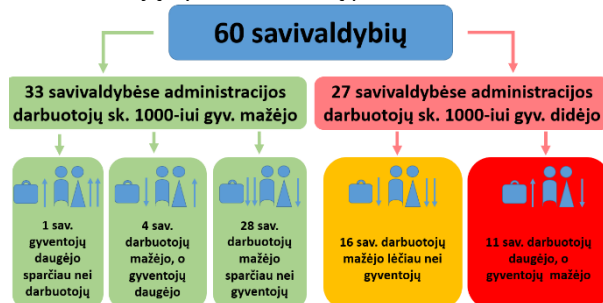 60 savivaldybių
33 savivaldybėse administracijos
darbuotojų sk. 1000-iui gyv. mažėjo
27 savivaldybėse administracijos
darbuotojų sk. 1000-iui gyv. didėjo
1 sav.
gyventojų
daugėjo
sparčiau nei
darbuotojų
4 sav.
darbuotojų
mažėjo, o
gyventojų
daugėjo
28 sav.
darbuotojų
mažėjo
sparčiau nei
gyventojų
16 sav. darbuotojų
mažėjo lėčiau nei
gyventojų
11 sav. darbuotojų
daugėjo, o
gyventojų mažėjo